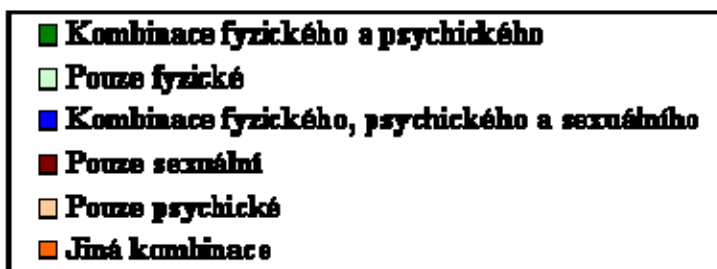 Kombinace fyzického a psychického
Pouze fyzické
Kombinace fyzického, psychického a sexuálního
Pouze sexuální
Pouze psychické
Jiná kombinace